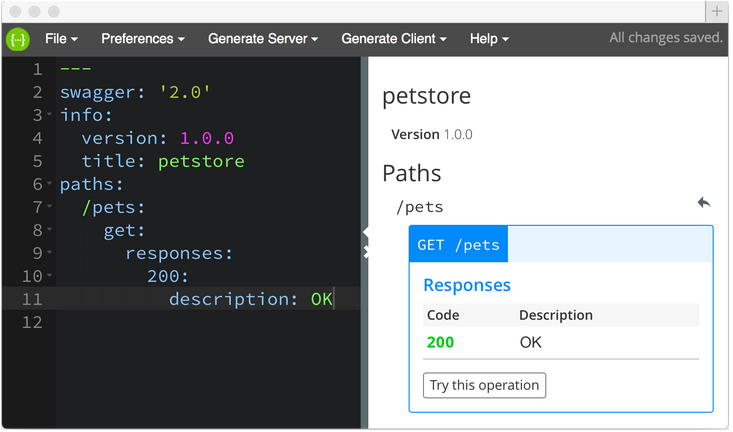 {...} File Preferences Generate Server Generate Client Help All changes saved.
1 ---
2 swagger: '2.0'
3 info:
4 version: 1.0.0
5 title: petstore
6 paths:
7 /pets:
8 get:
9 responses:
10 200:
11 description: OK
12
petstore
Version 1.0.0
Paths
/pets
GET /pets
Responses
Code Description
200 OK
Try this operation